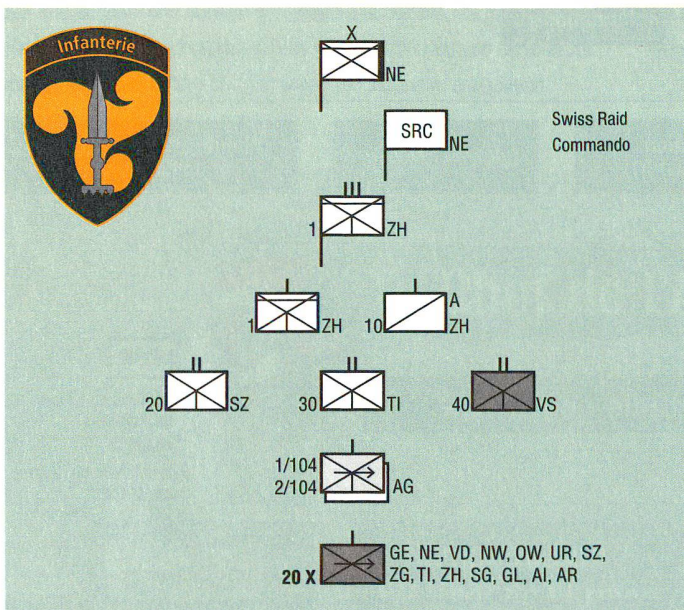 Infanterie
X
NE
SRC
NE
Swiss Raid
Commando
III
1
ZH
I
1
ZH
I
10
A
ZH
II
20
SZ
II
30
TI
II
40
VS
I
1/104
2/104
AG
I
20 X
GE, NE, VD, NW, OW, UR, SZ,
ZG, TI, ZH, SG, GL, AI, AR